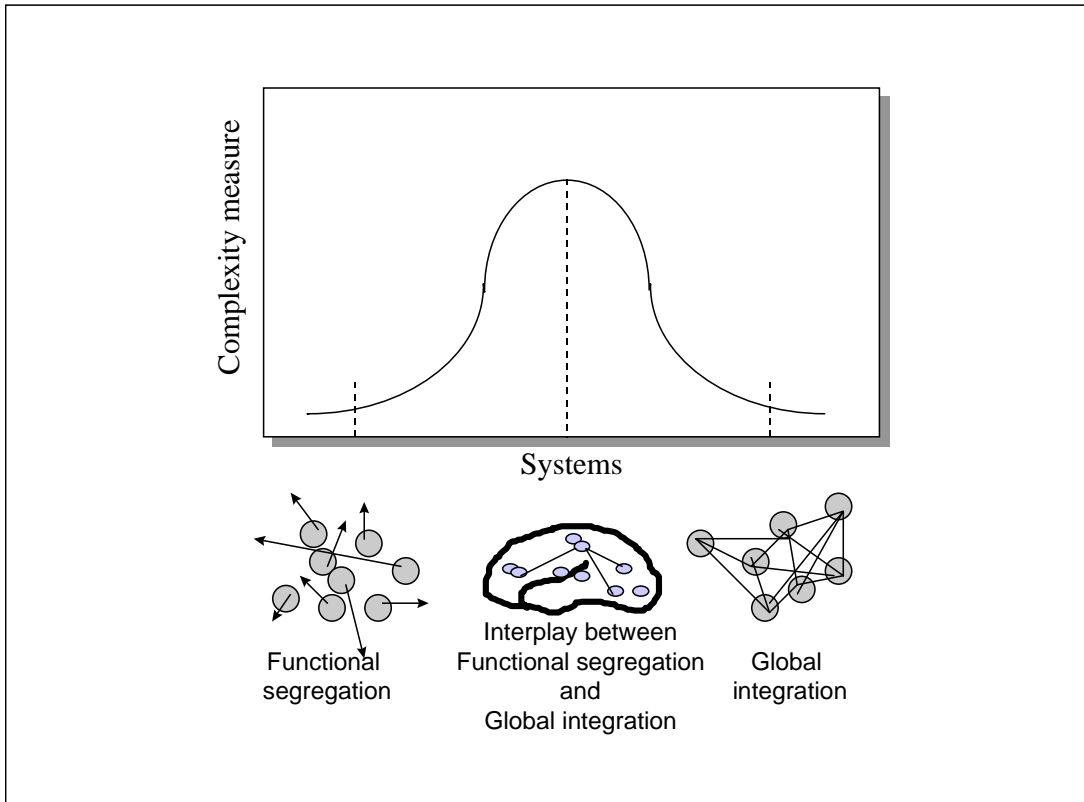 Complexity measure
Systems
Functional
segregation
Interplay between
Functional segregation
and
Global integration
Global
integration